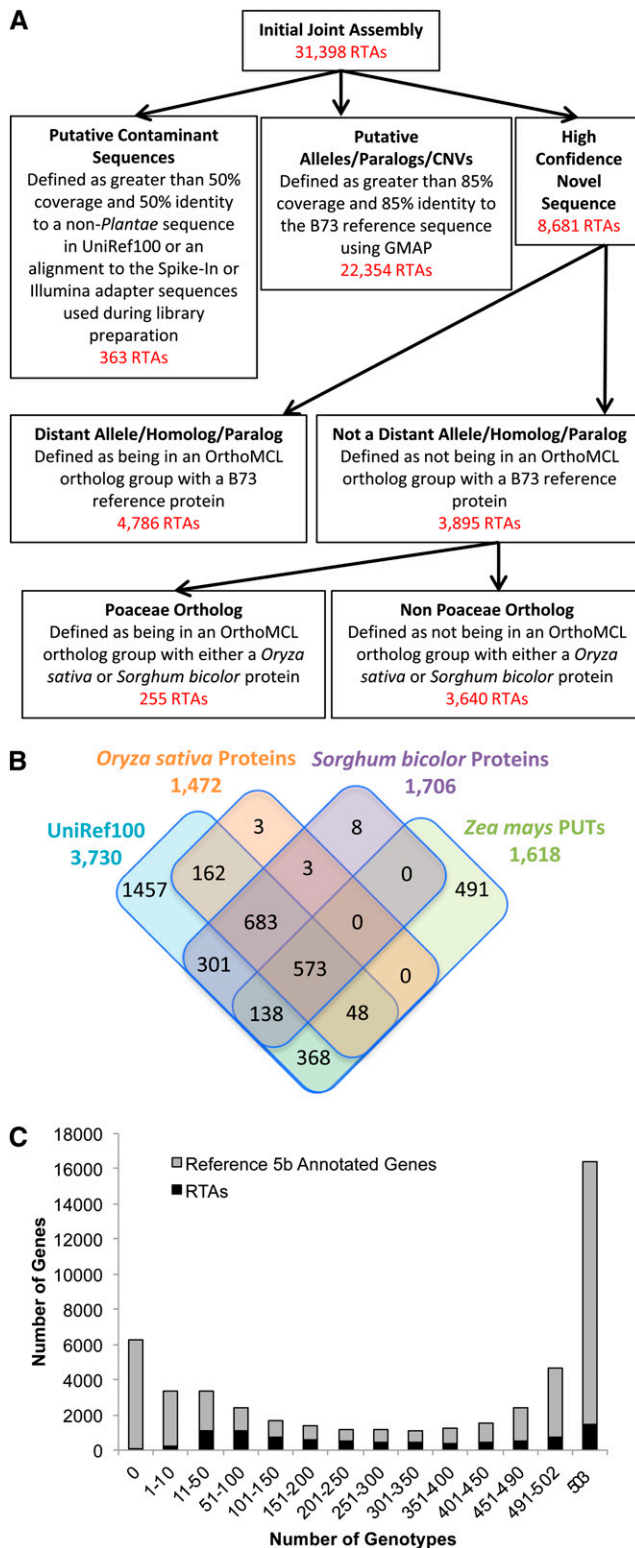 A
Initial Joint Assembly
31,398 RTAs
Putative Contaminant
Sequences
Defined as greater than 50%
coverage and 50% identity
to a non-Plantae sequence
in UniRef100 or an
alignment to the Spike-In or
Illumina adapter sequences
used during library
preparation
363 RTAs
Putative
Alleles/Paralogs/CNVs
Defined as greater than 85%
coverage and 85% identity to
the B73 reference sequence
using GMAP
22,354 RTAs
High
Confidence
Novel
Sequence
8,681 RTAs
Distant Allele/Homolog/Paralog
Defined as being in an OrthoMCL
ortholog group with a B73
reference protein
4,786 RTAs
Not a Distant Allele/Homolog/Paralog
Defined as not being in an OrthoMCL
ortholog group with a B73 reference
protein
3,895 RTAs
Poaceae Ortholog
Defined as being in an OrthoMCL
ortholog group with either a Oryza
sativa or Sorghum bicolor protein
255 RTAs
Non Poaceae Ortholog
Defined as not being in an OrthoMCL
ortholog group with either a Oryza
sativa or Sorghum bicolor protein
3,640 RTAs
B
Oryza sativa Proteins
1,472
Sorghum bicolor Proteins
1,706
UniRef100
3,730
Zea mays PUTs
1,618
3
8
1457
162
3
0
491
683
0
301
573
0
138
48
368
C
18000
16000
14000
12000
10000
8000
6000
4000
2000
0
Number of Genes
Reference 5b Annotated Genes
RTAs
0
1-10
11-50
51-100
101-150
151-200
201-250
251-300
301-350
351-400
401-450
451-490
491-502
503
Number of Genotypes